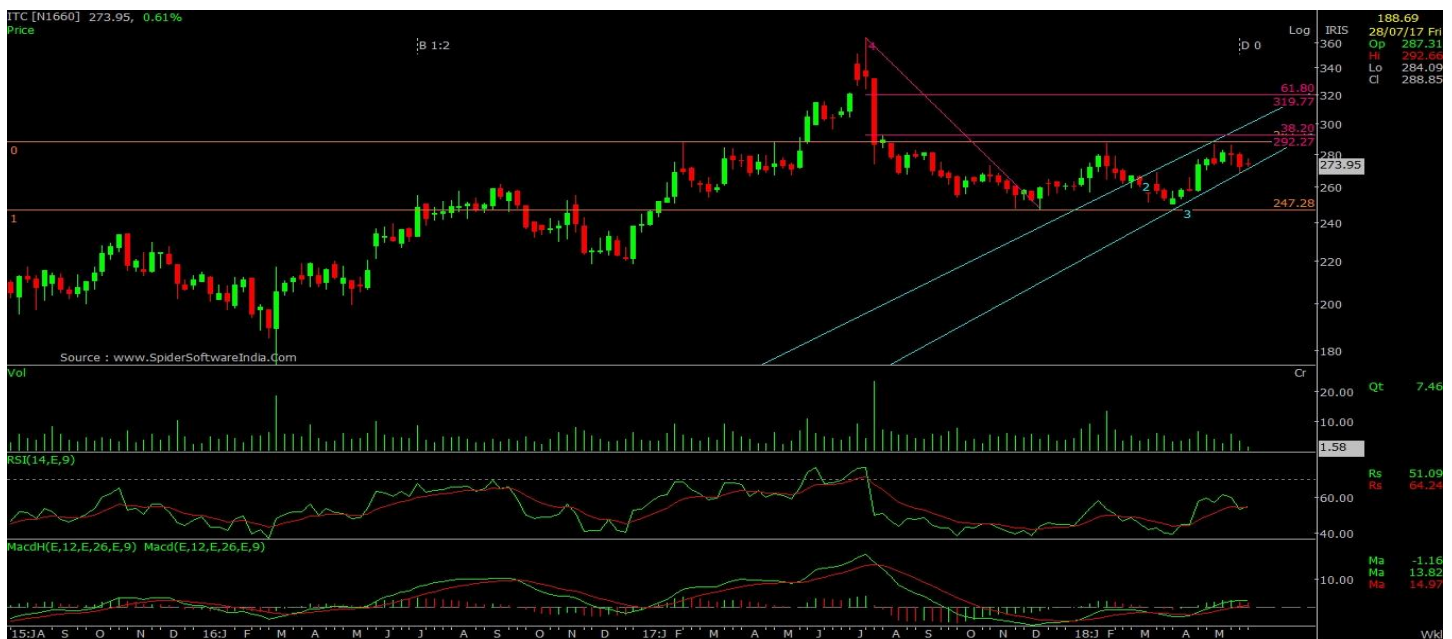 ITC [N1660] 273.95, 0.61%
Price
B 1:2
D 0
Log
IRIS
188.69
28/07/17 Fri
Op 287.31
Hi 292.66
Lo 284.09
Cl 288.85
4
360
340
61.80
320
319.77
300
38.20
292.27
0
280
273.95
2
260
247.28
1
3
240
220
200
Source : www.SpiderSoftwareIndia.Com
180
Vol
Cr
20.00
Qt 7.46
10.00
1.58
RSI(14,E,9)
Rs 51.09
Rs 64.24
60.00
40.00
MacdH(E,12,E,26,E,9) Macd(E,12,E,26,E,9)
Ma -1.16
Ma 13.82
Ma 14.97
10.00
'15:JA S O N D 16:J F M A M J J A S O N D 17:J F M A M J J A S O N D 18:J F M A M
Wkl